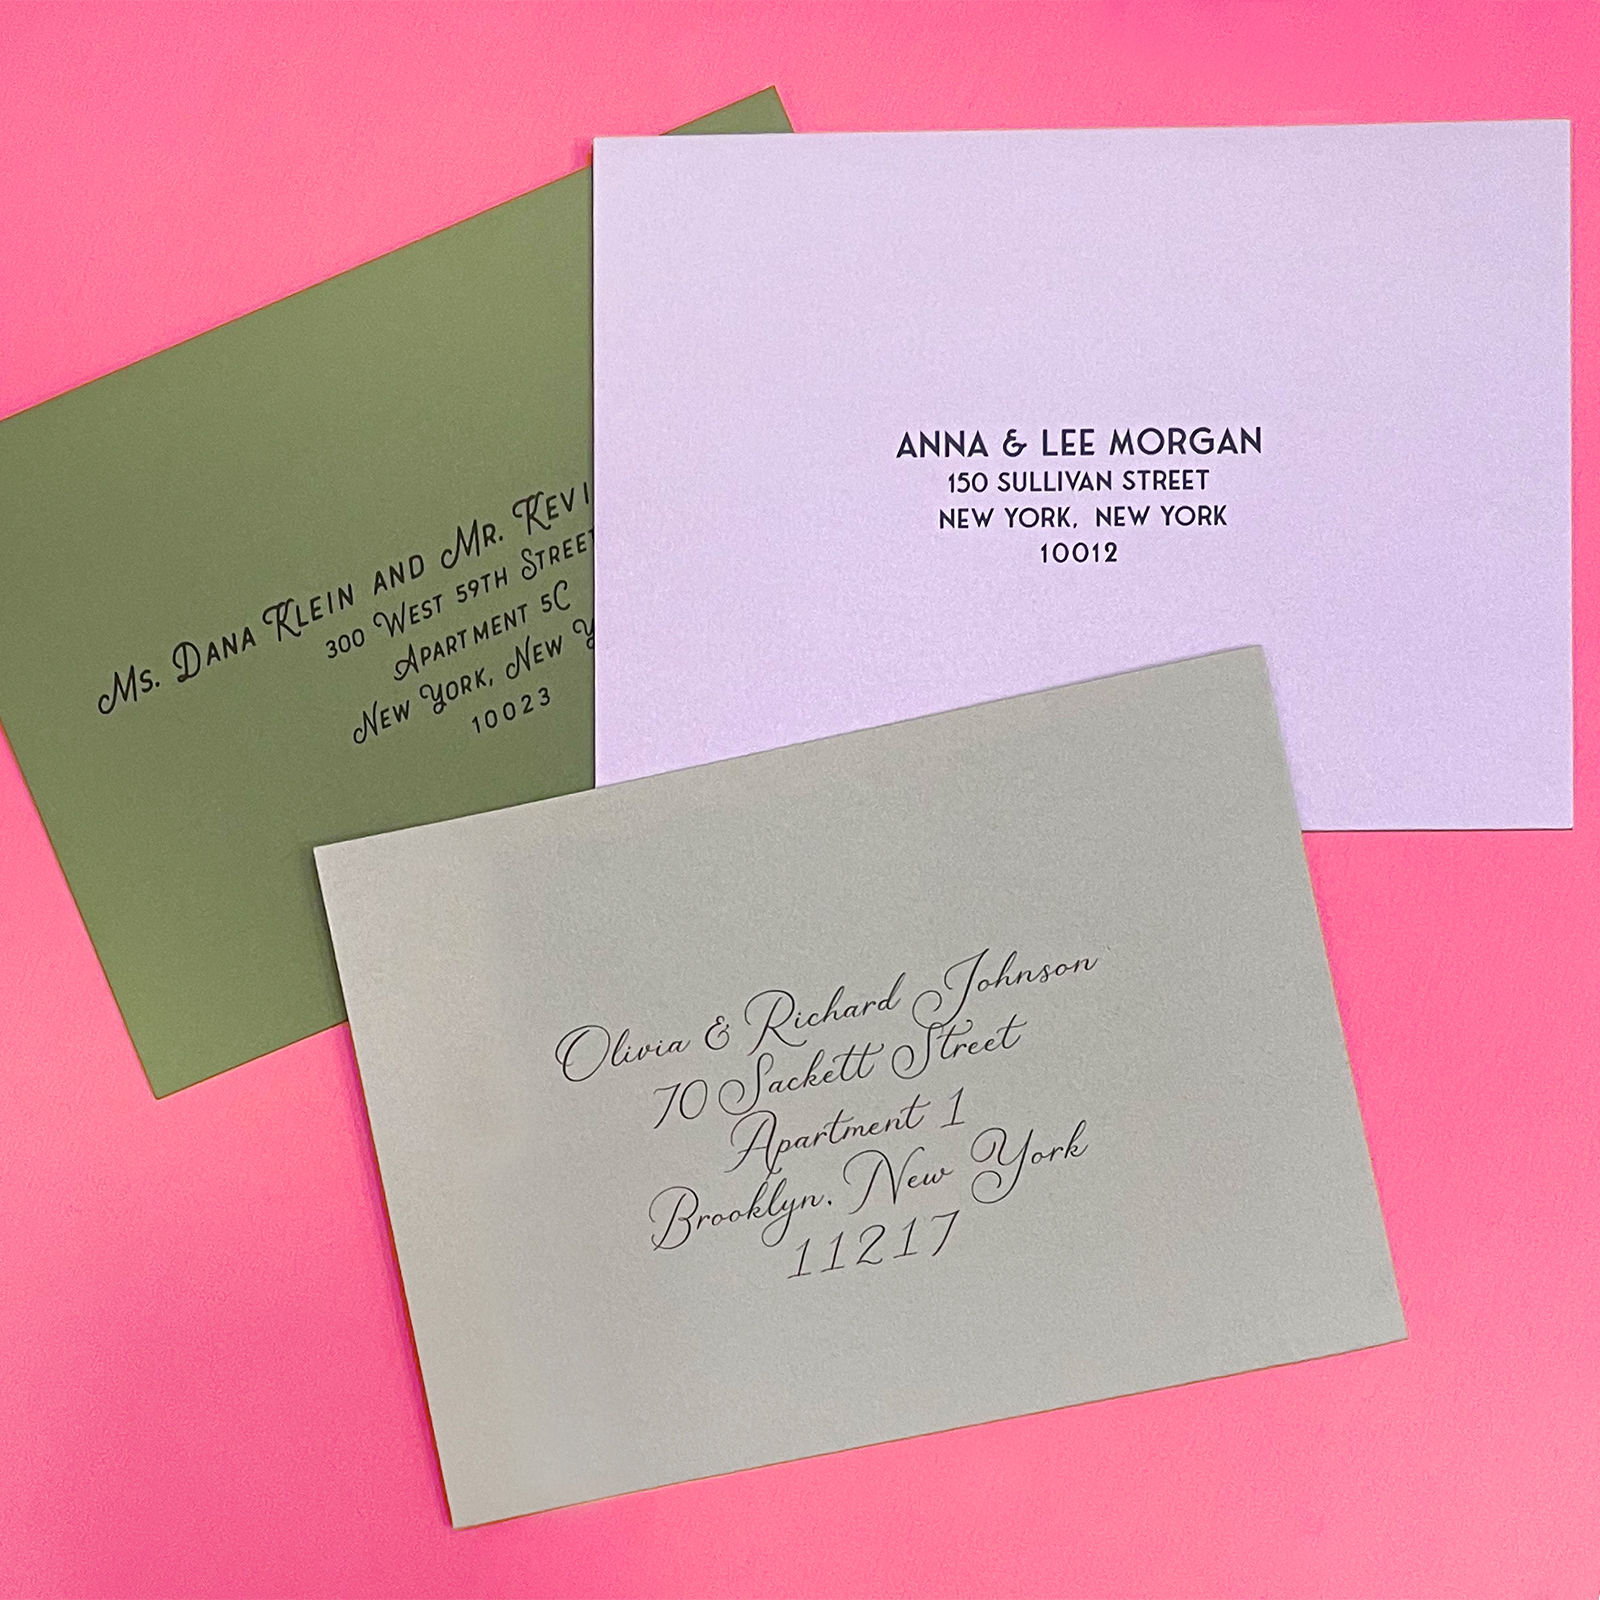 Ms. Dana Klein and Mr.
300 West 59th Street
Apartment 5C
New York, New
10023
ANNA & LEE MORGAN
150 SULLIVAN STREET
NEW YORK, NEW YORK
10012
Olivia & Richard Johnson
70 Sackett Street
Apartment 1
Brooklyn, New York
11217